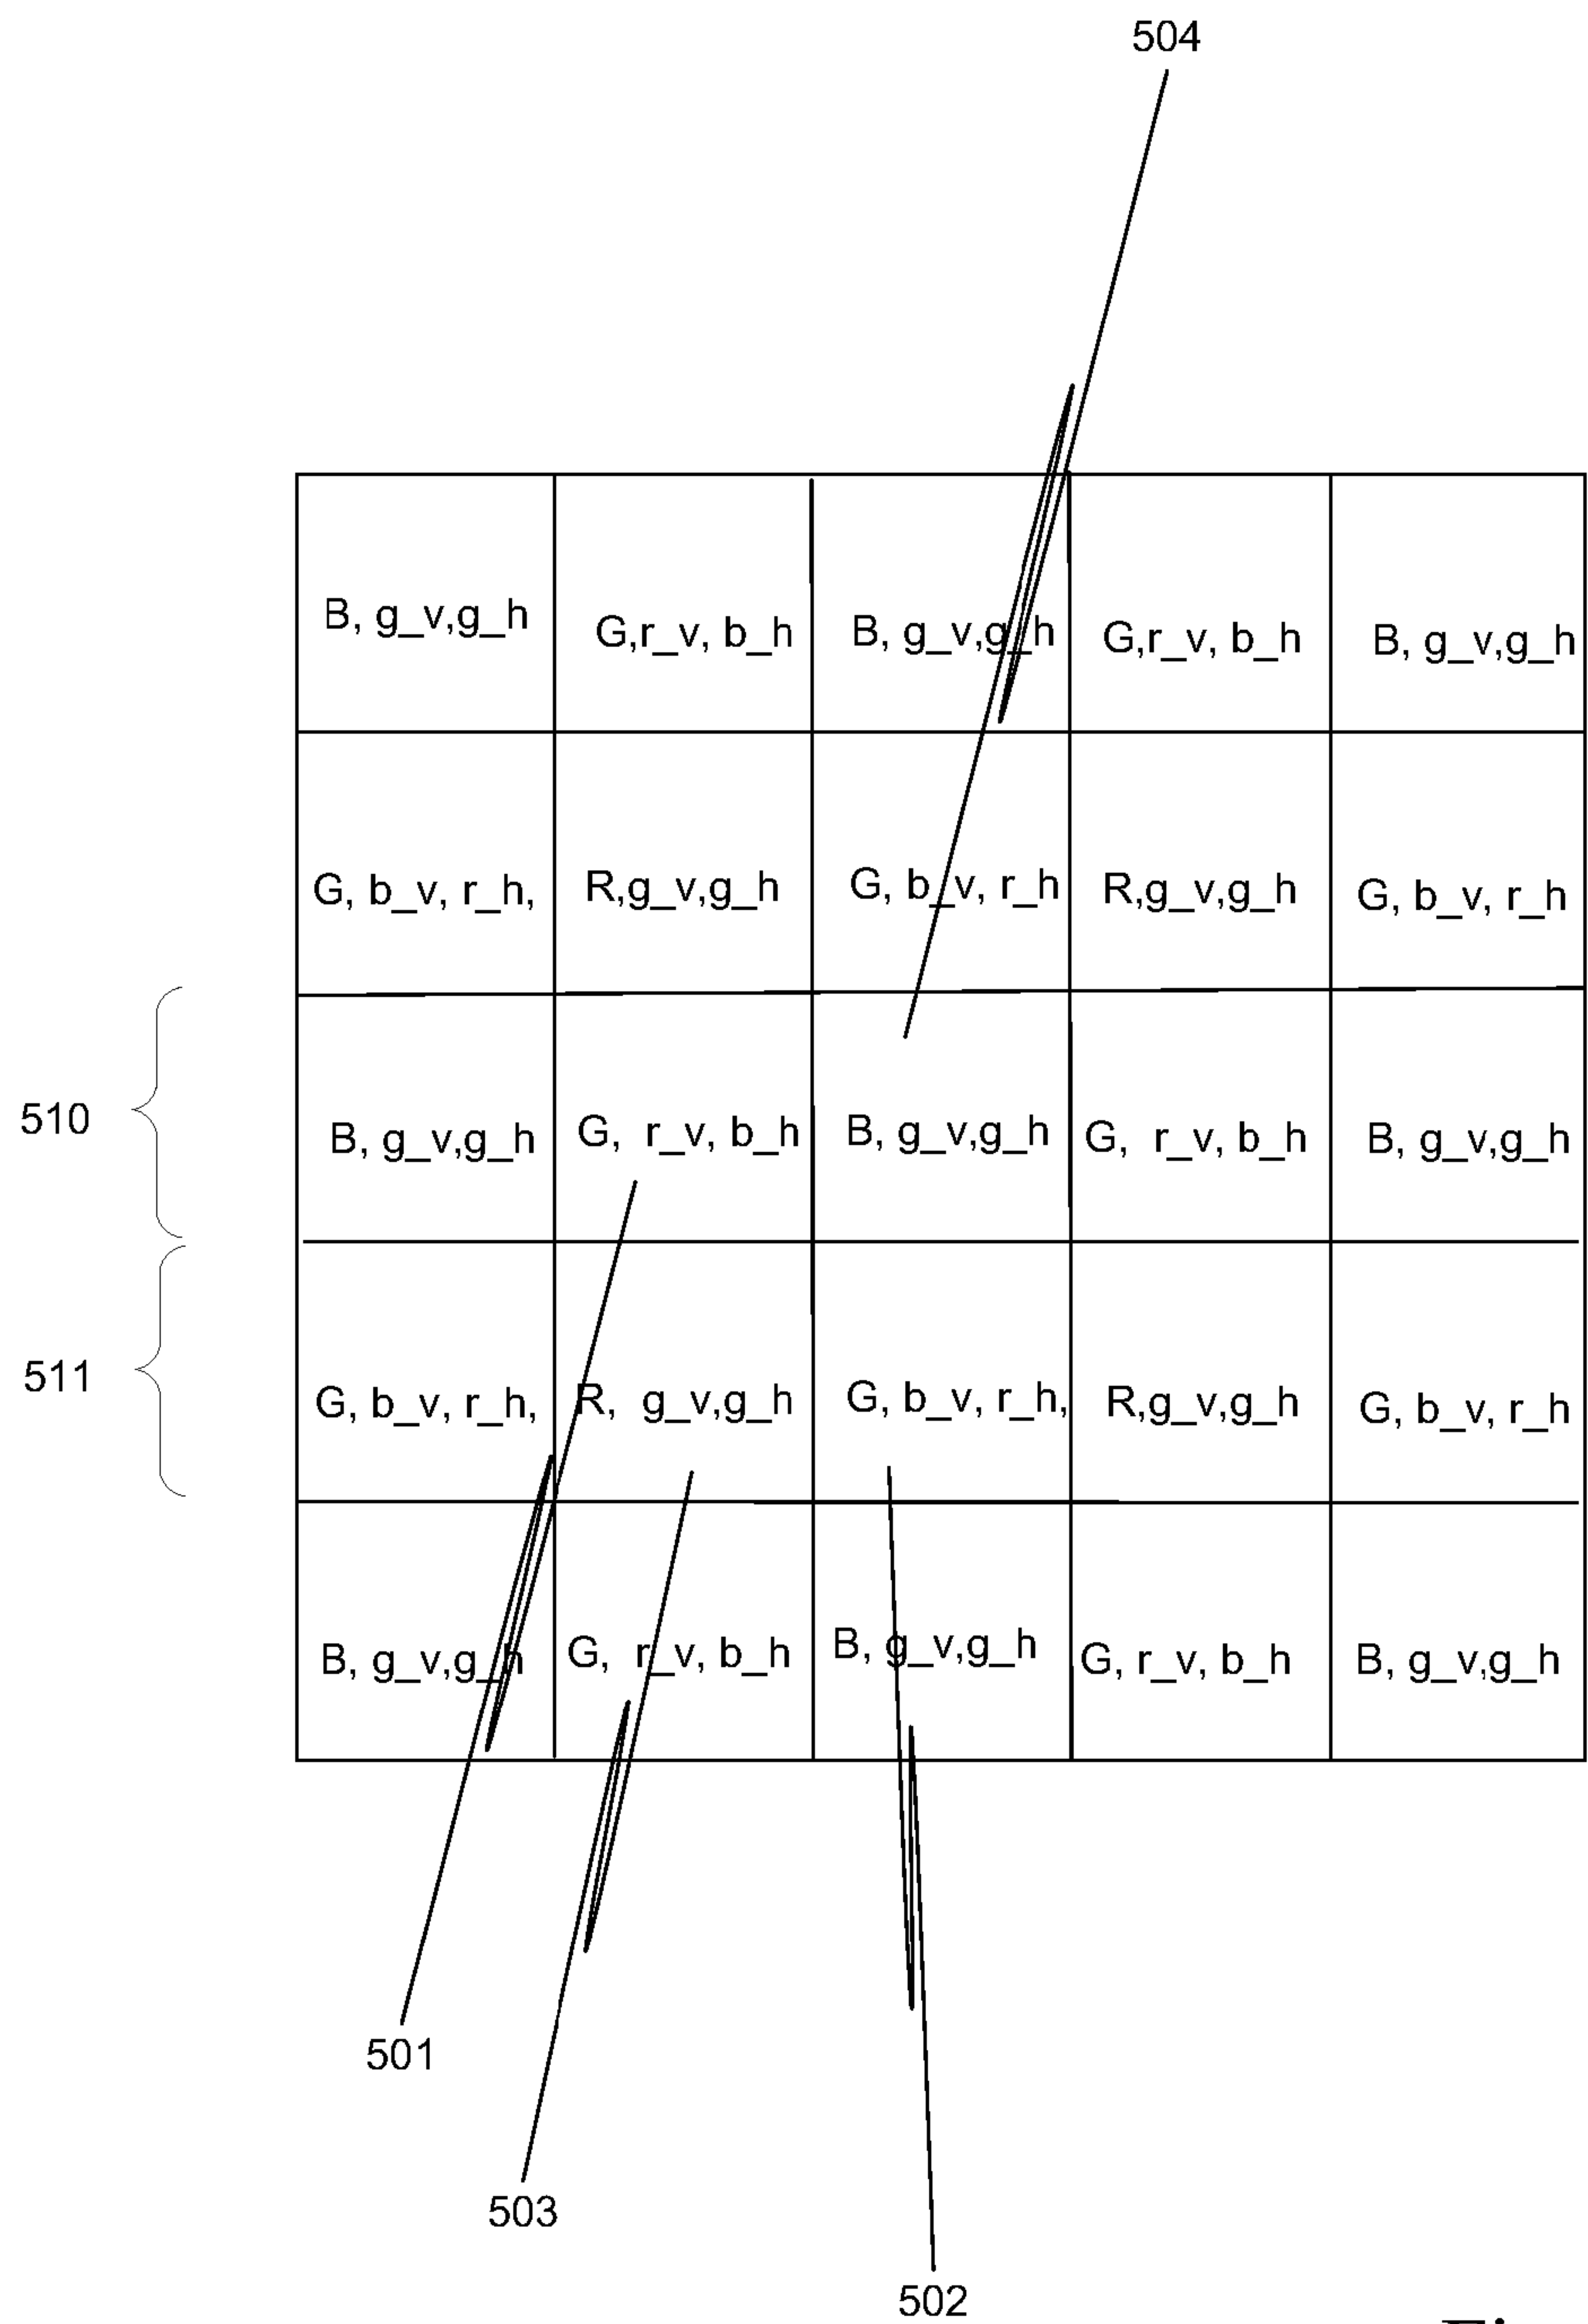 504
B, g_v,g_h G,r_v, b_h B, g_v,g_h G,r_v, b_h B, g_v,g_h
G, b_v, r_h, R,g_v,g_h G, b_v, r_h R,g_v,g_h G, b_v, r_h
510 B, g_v,g_h G, r_v, b_h B, g_v,g_h G, r_v, b_h B, g_v,g_h
511 G, b_v, r_h, R, g_v,g_h G, b_v, r_h, R,g_v,g_h G, b_v, r_h
B, g_v,g_h G, r_v, b_h B, g_v,g_h G, r_v, b_h B, g_v,g_h
501
503
502